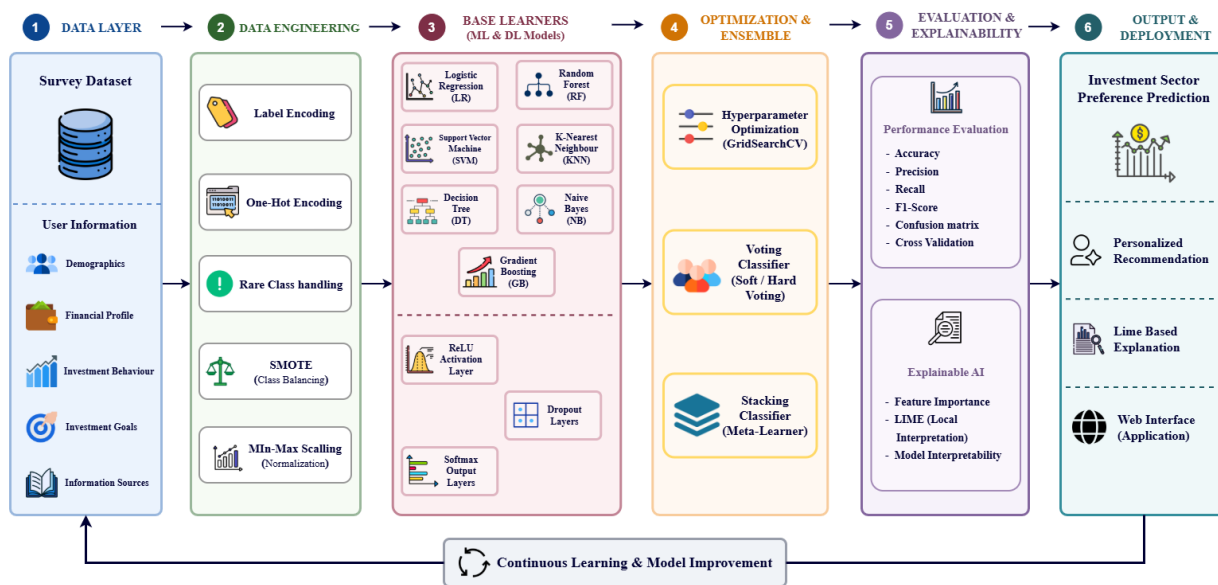 1 DATA LAYER
Survey Dataset
User Information
Demographics
Financial Profile
Investment Behaviour
Investment Goals
Information Sources
2 DATA ENGINEERING
Label Encoding
One-Hot Encoding
Rare Class handling
SMOTE
(Class Balancing)
MIn-Max Scalling
(Normalization)
3 BASE LEARNERS
(ML & DL Models)
Logistic
Regression
(LR)
Random
Forest
(RF)
Support Vector
Machine
(SVM)
K-Nearest
Neighbour
(KNN)
Decision
Tree
(DT)
Naive
Bayes
(NB)
Gradient
Boosting
(GB)
ReLU
Activation
Layer
Dropout
Layers
Softmax
Output
Layers
4 OPTIMIZATION &
ENSEMBLE
Hyperparameter
Optimization
(GridSearchCV)
Voting
Classifier
(Soft / Hard
Voting)
Stacking
Classifier
(Meta-Learner)
5 EVALUATION &
EXPLAINABILITY
Performance Evaluation
- Accuracy
- Precision
- Recall
- F1-Score
- Confusion matrix
- Cross Validation
Explainable AI
- Feature Importance
- LIME (Local
Interpretation)
- Model Interpretability
6 OUTPUT &
DEPLOYMENT
Investment Sector
Preference Prediction
$
Personalized
Recommendation
Lime Based
Explanation
Web Interface
(Application)
Continuous Learning & Model Improvement